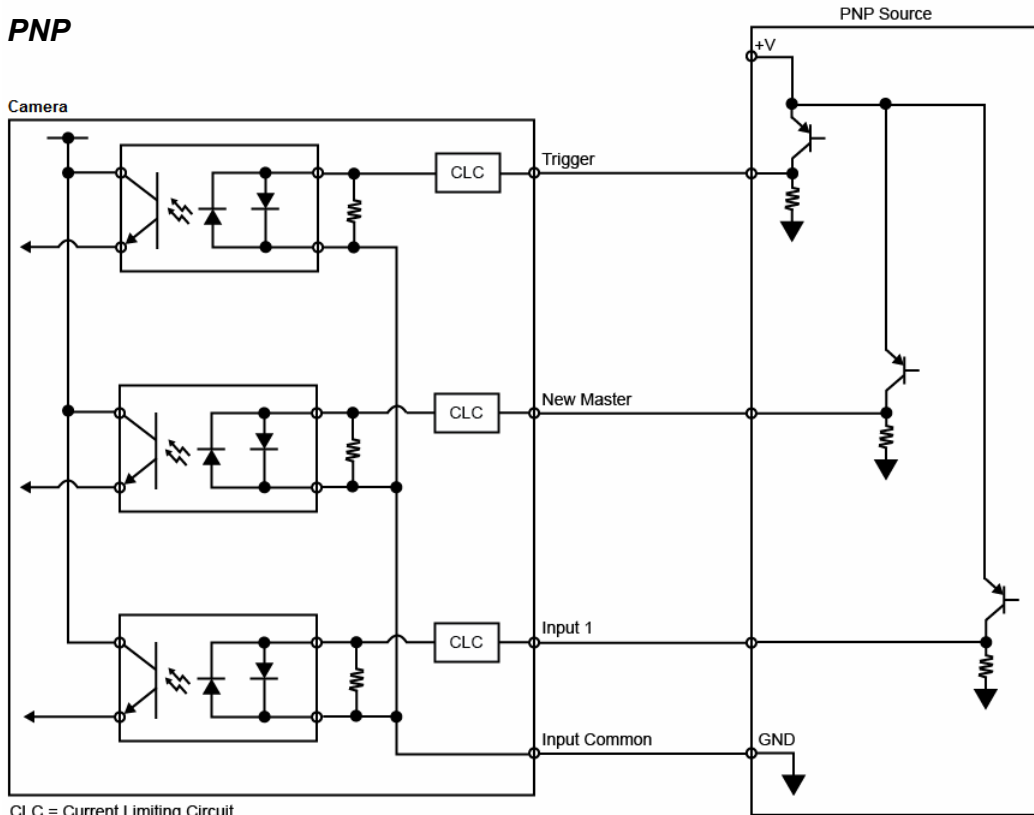 PNP
PNP Source
+V
Camera
CLC
Trigger
CLC
New Master
CLC
Input 1
Input Common
GND
CLC = Current Limiting Circuit